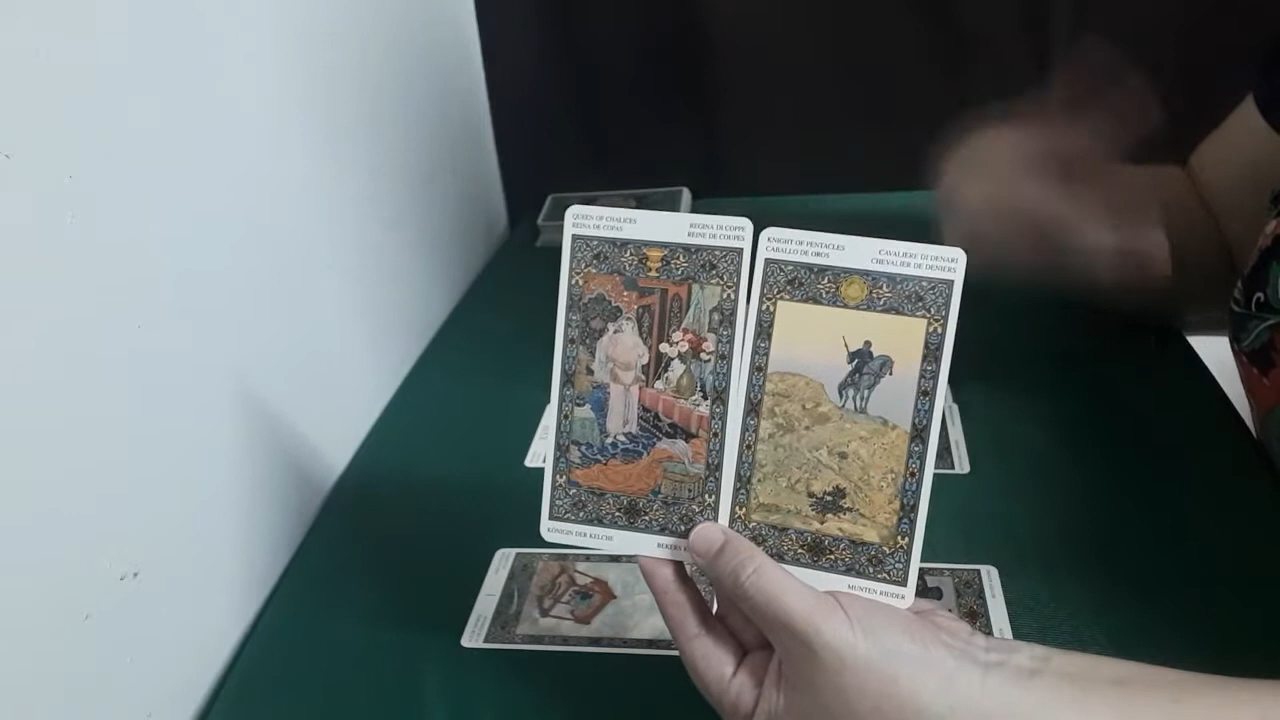 QUEEN OF CHALICES
REINA DE COPAS
REGINA DI COPPE
REINE DE COUPES
KÖNIGIN DER KELCHE
BEKERS
KNIGHT OF PENTACLES
CABALLO DE OROS
CAVALIERE DI DENARI
CHEVALIER DE DENIERS
MUNTEN RIDDER